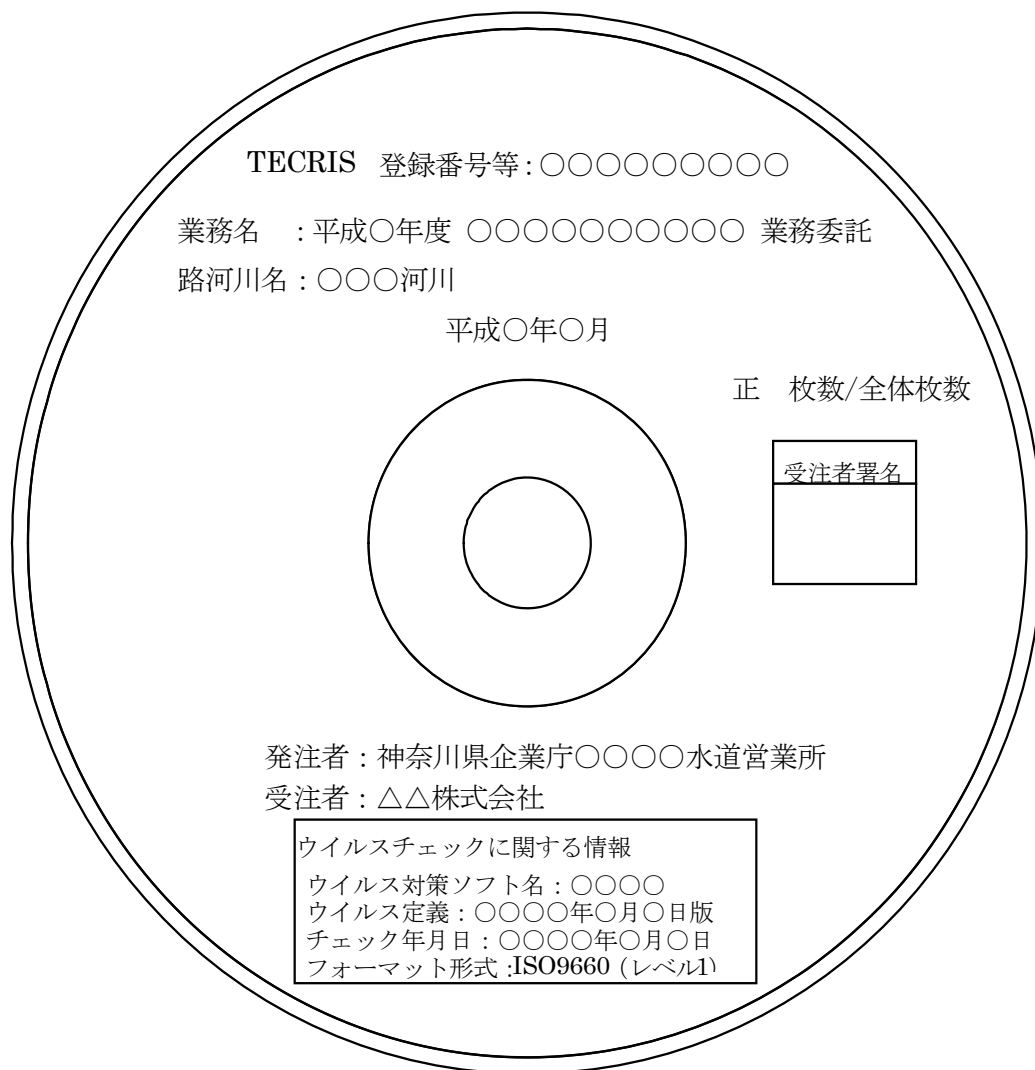 TECRIS 登録番号等:○○○○○○○○○
業務名 :平成○年度 ○○○○○○○○○○ 業務委託
路河川名:○○○河川
平成○年○月
正 枚数/全体枚数
受注者署名
発注者:神奈川県企業庁○○○○水道営業所
受注者:△△株式会社
ウイルスチェックに関する情報
ウイルス対策ソフト名:○○○○
ウイルス定義:○○○○年○月○日版
チェック年月日:○○○○年○月○日
フォーマット形式:ISO9660(レベル1)